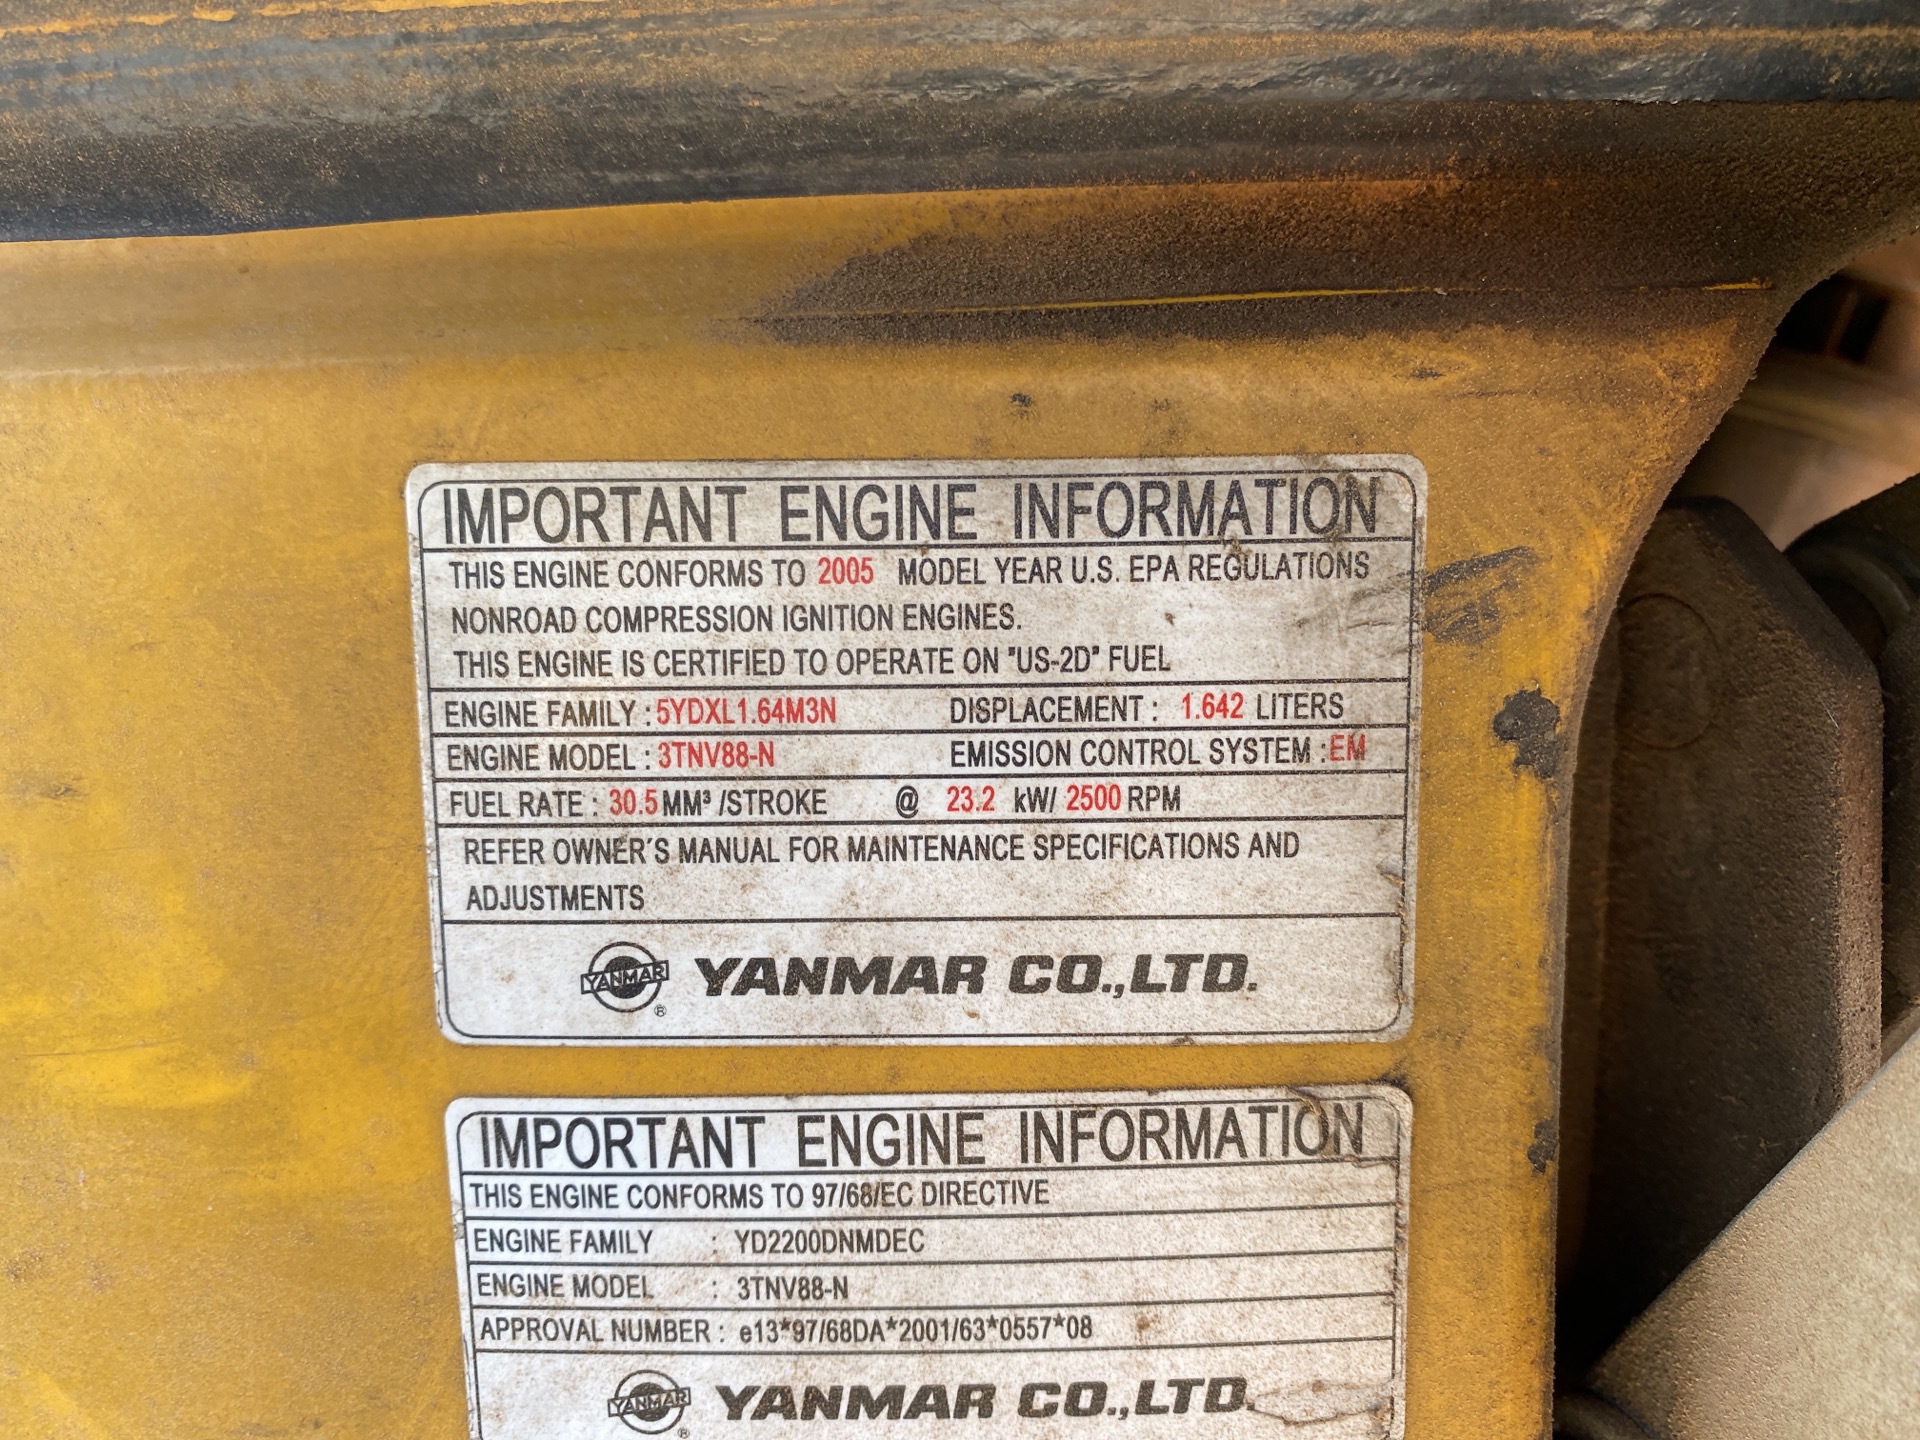 IMPORTANT ENGINE INFORMATION
THIS ENGINE CONFORMS TO 2005 MODEL YEAR U.S. EPA REGULATIONS
NONROAD COMPRESSION IGNITION ENGINES.
THIS ENGINE IS CERTIFIED TO OPERATE ON "US-2D" FUEL
ENGINE FAMILY : 5YDXL1.64M3N DISPLACEMENT : 1.642 LITERS
ENGINE MODEL : 3TNV88-N EMISSION CONTROL SYSTEM : EM
FUEL RATE : 30.5 MM³ /STROKE @ 23.2 kW/ 2500 RPM
REFER OWNER'S MANUAL FOR MAINTENANCE SPECIFICATIONS AND
ADJUSTMENTS
YANMAR ® YANMAR CO.,LTD.
IMPORTANT ENGINE INFORMATION
THIS ENGINE CONFORMS TO 97/68/EC DIRECTIVE
ENGINE FAMILY : YD2200DNMDEC
ENGINE MODEL : 3TNV88-N
APPROVAL NUMBER : e13*97/68DA*2001/63*0557*08
YANMAR ® YANMAR CO.,LTD.